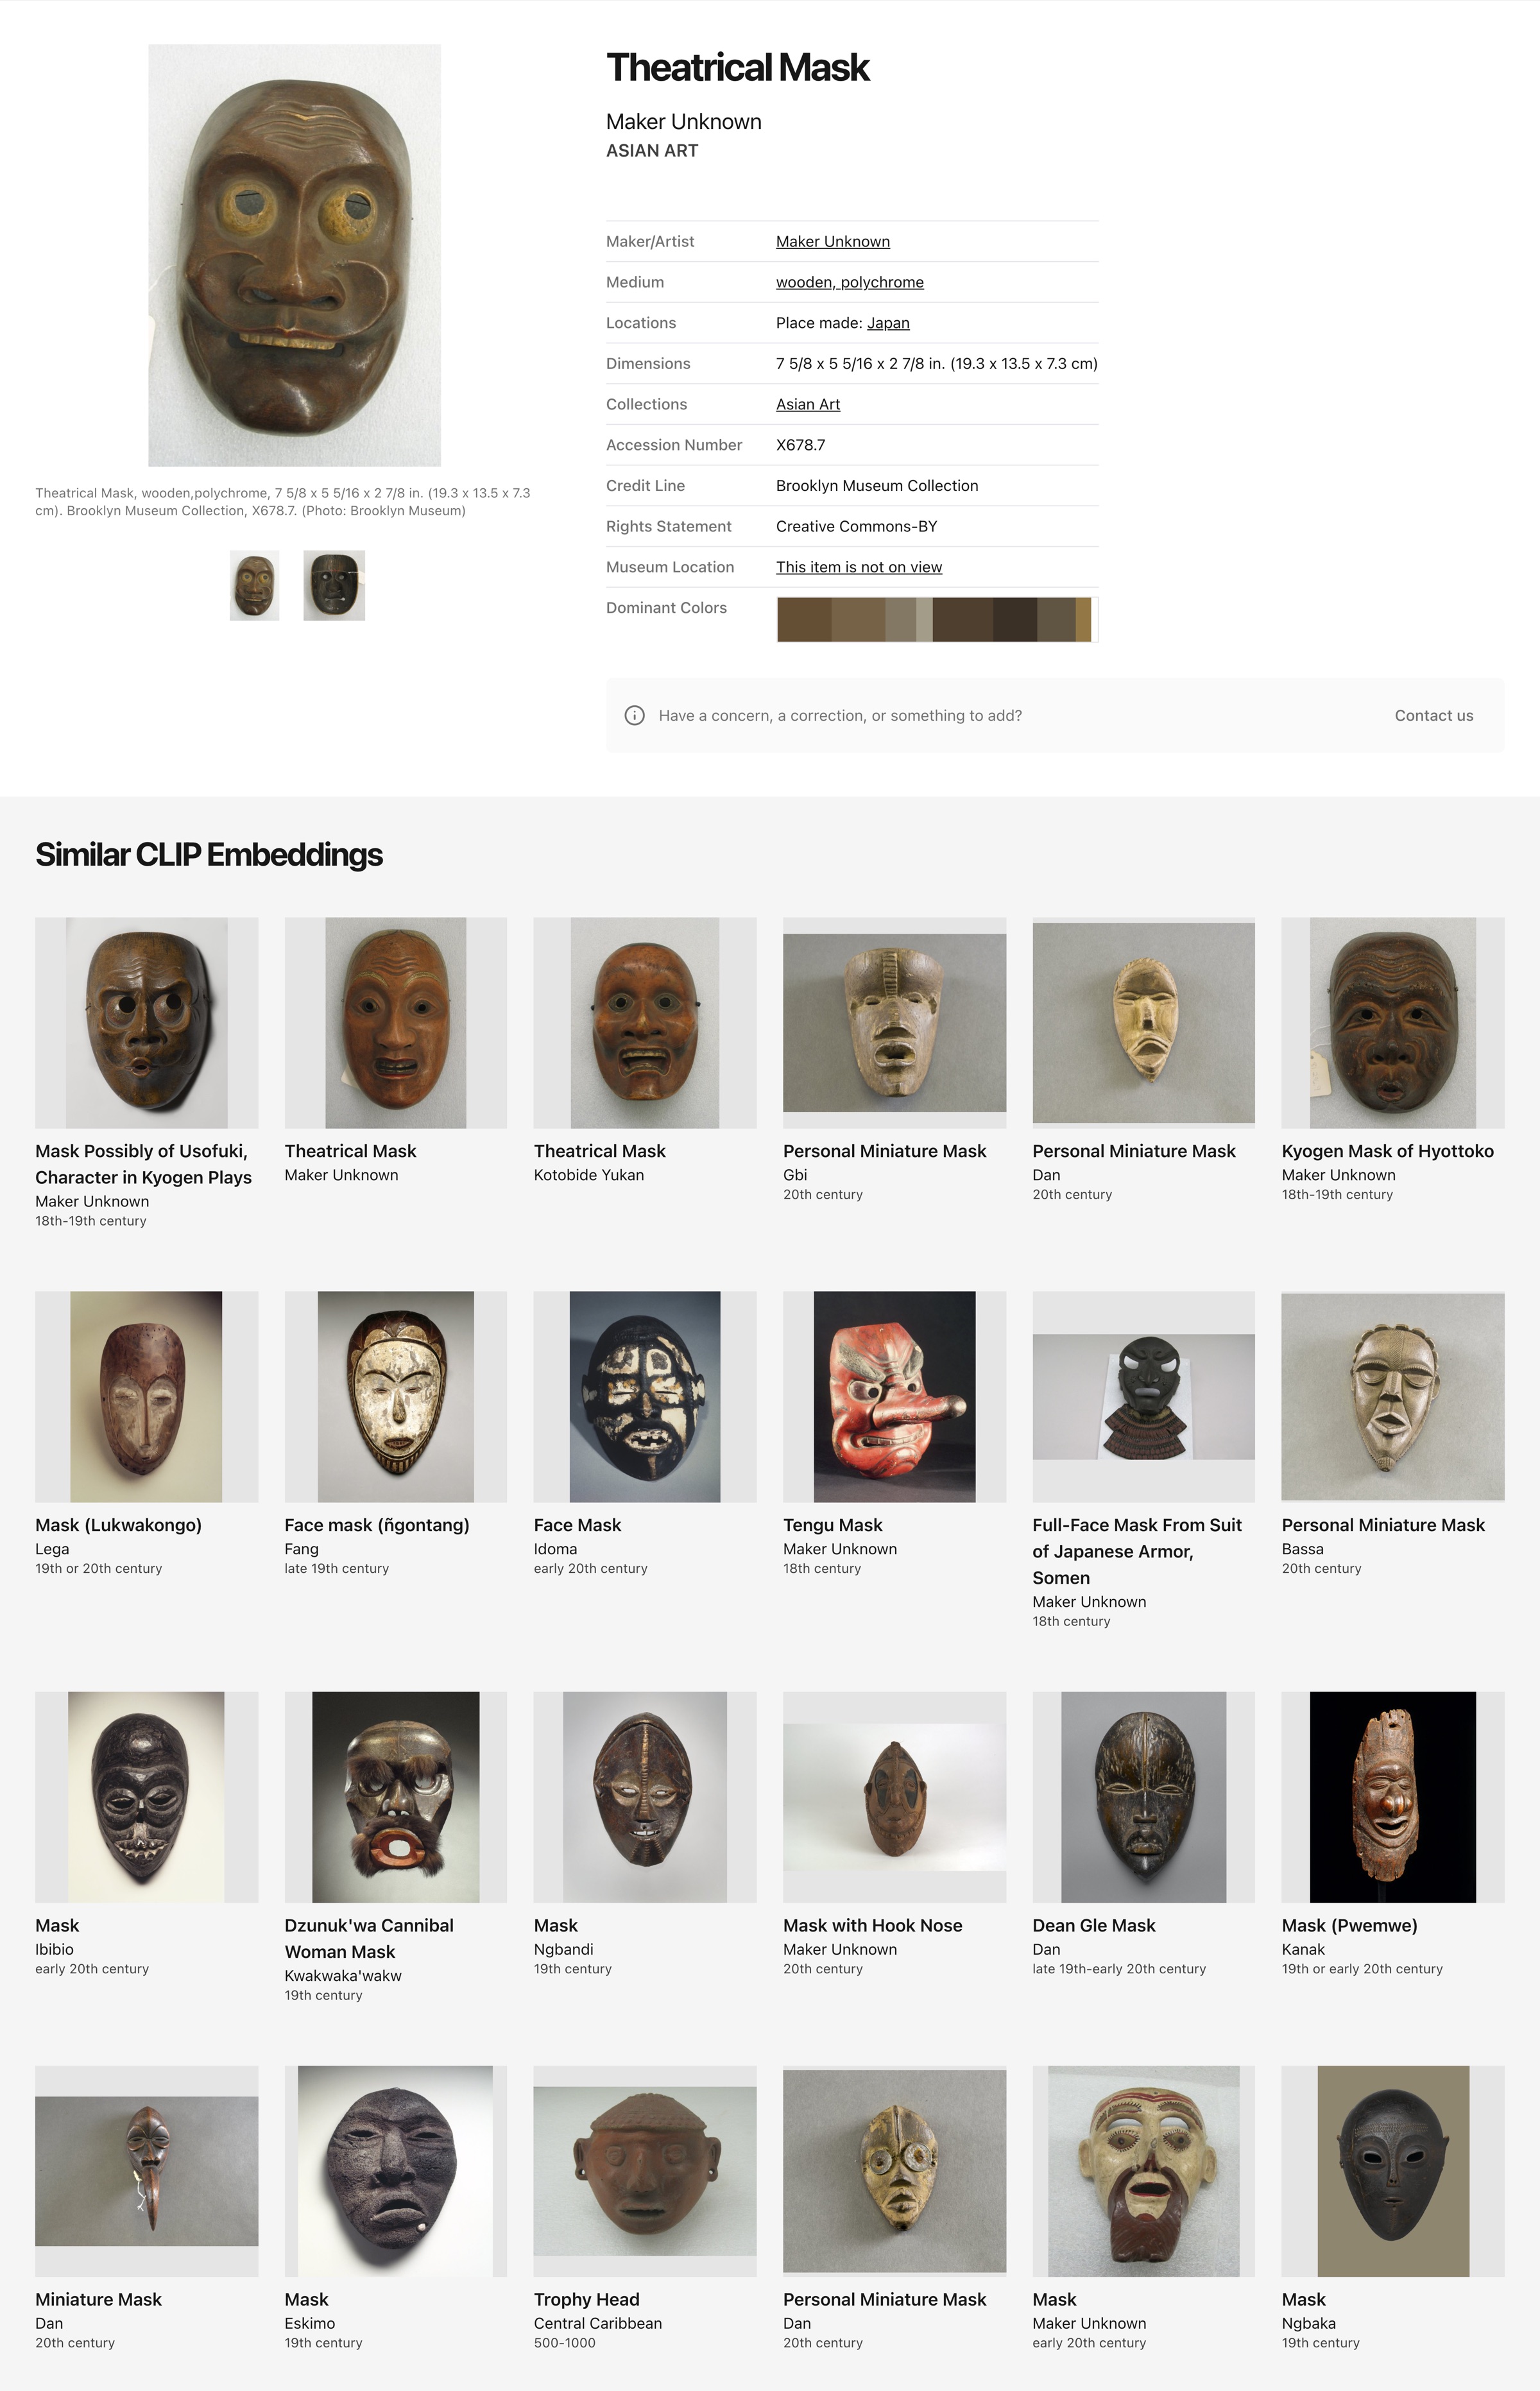 Theatrical Mask
Maker Unknown
ASIAN ART
Maker/Artist Maker Unknown
Medium wooden, polychrome
Locations Place made: Japan
Dimensions 7 5/8 x 5 5/16 x 2 7/8 in. (19.3 x 13.5 x 7.3 cm)
Collections Asian Art
Accession Number X678.7
Credit Line Brooklyn Museum Collection
Rights Statement Creative Commons-BY
Museum Location This item is not on view
Dominant Colors
Theatrical Mask, wooden,polychrome, 7 5/8 x 5 5/16 x 2 7/8 in. (19.3 x 13.5 x 7.3
cm). Brooklyn Museum Collection, X678.7. (Photo: Brooklyn Museum)
Have a concern, a correction, or something to add? Contact us
Similar CLIP Embeddings
Mask Possibly of Usofuki,
Character in Kyogen Plays
Maker Unknown
18th-19th century
Theatrical Mask
Maker Unknown
Theatrical Mask
Kotobide Yukan
Personal Miniature Mask
Gbi
20th century
Personal Miniature Mask
Dan
20th century
Kyogen Mask of Hyottoko
Maker Unknown
18th-19th century
Mask (Lukwakongo)
Lega
19th or 20th century
Face mask (ñgontang)
Fang
late 19th century
Face Mask
Idoma
early 20th century
Tengu Mask
Maker Unknown
18th century
Full-Face Mask From Suit
of Japanese Armor,
Somen
Maker Unknown
18th century
Personal Miniature Mask
Bassa
20th century
Mask
Ibibio
early 20th century
Dzunuk'wa Cannibal
Woman Mask
Kwakwaka'wakw
19th century
Mask
Ngbandi
19th century
Mask with Hook Nose
Maker Unknown
20th century
Dean Gle Mask
Dan
late 19th-early 20th century
Mask (Pwemwe)
Kanak
19th or early 20th century
Miniature Mask
Dan
20th century
Mask
Eskimo
19th century
Trophy Head
Central Caribbean
500-1000
Personal Miniature Mask
Dan
20th century
Mask
Maker Unknown
early 20th century
Mask
Ngbaka
19th century